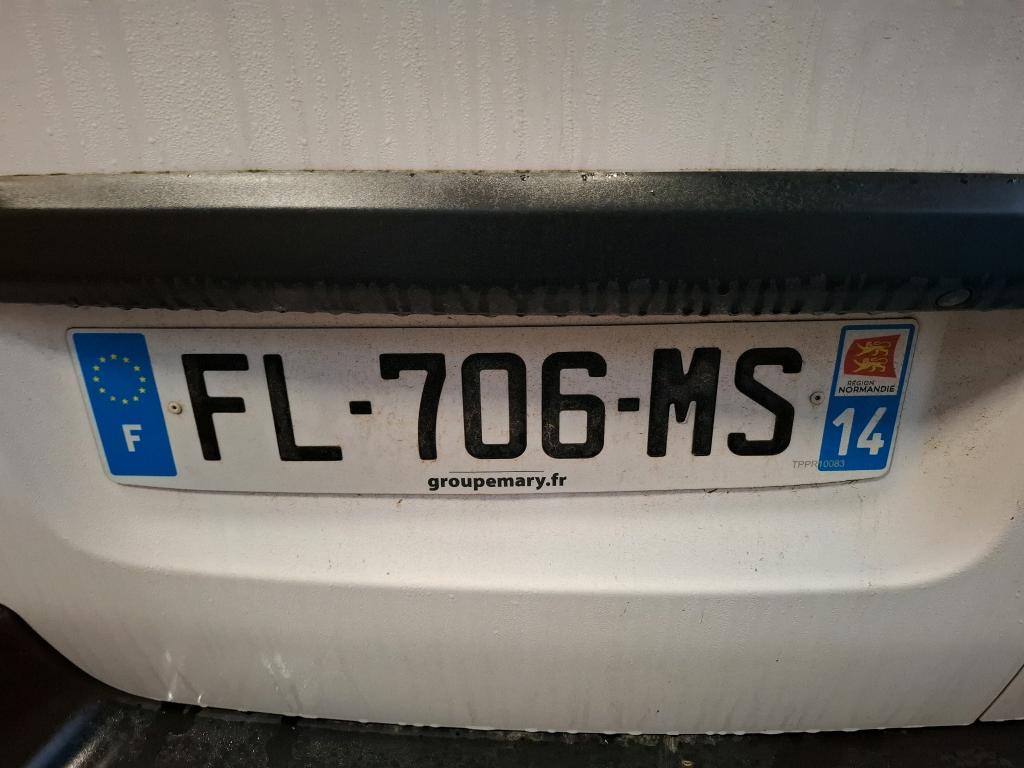 F
FL-706-MS
RÉGION
NORMANDIE
14
TPPR10083
groupemary.fr